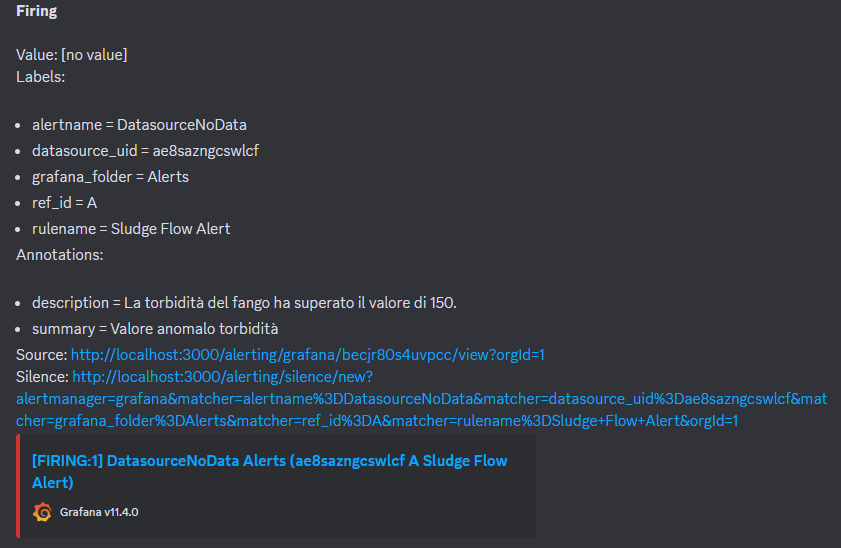 Firing
Value: [no value]
Labels:
• alertname = DatasourceNoData
• datasource_uid = ae8sazngcswlcf
• grafana_folder = Alerts
• ref_id = A
• rulename = Sludge Flow Alert
Annotations:
• description = La torbidità del fango ha superato il valore di 150.
• summary = Valore anomalo torbidità
Source: http://localhost:3000/alerting/grafana/becjr80s4uvpcc/view?orgId=1
Silence: http://localhost:3000/alerting/silence/new?
alertmanager=grafana&matcher=alertname%3DDatasourceNoData&matcher=datasource_uid%3Dae8sazngcswlcf&mat
cher=grafana_folder%3DAlerts&matcher=ref_id%3DA&matcher=rulename%3DSludge+Flow+Alert&orgId=1
[FIRING:1] DatasourceNoData Alerts (ae8sazngcswlcf A Sludge Flow
Alert)
Grafana v11.4.0